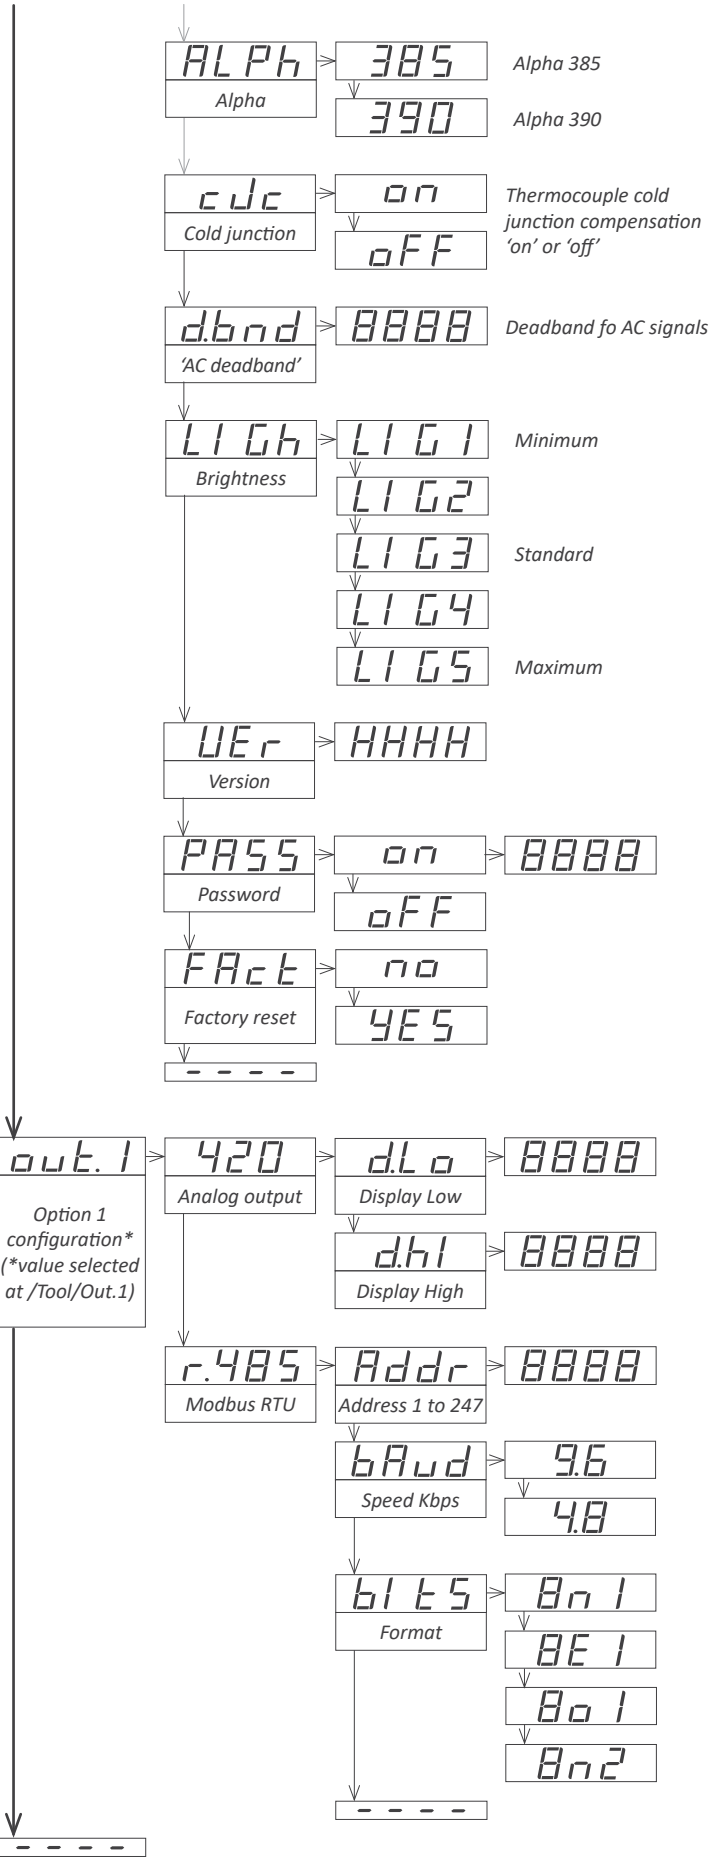 ALPh
385
Alpha 385
Alpha
390
Alpha 390
cJc
on
Thermocouple cold
junction compensation
‘on’ or ‘off’
Cold junction
oFF
d.bnd
8888
Deadband fo AC signals
‘AC deadband’
LIGh
LIG1
Minimum
Brightness
LIG2
LIG3
Standard
LIG4
LIG5
Maximum
VEr
HHHH
Version
PASS
on
8888
Password
oFF
FAct
no
Factory reset
YES
----
out.1
420
d.Lo
8888
Option 1
configuration*
(*value selected
at /Tool/Out.1)
Analog output
Display Low
d.hI
8888
Display High
r.485
Addr
8888
Modbus RTU
Address 1 to 247
bAud
9.6
Speed Kbps
4.8
bItS
8n1
Format
8E1
8o1
8n2
----
----